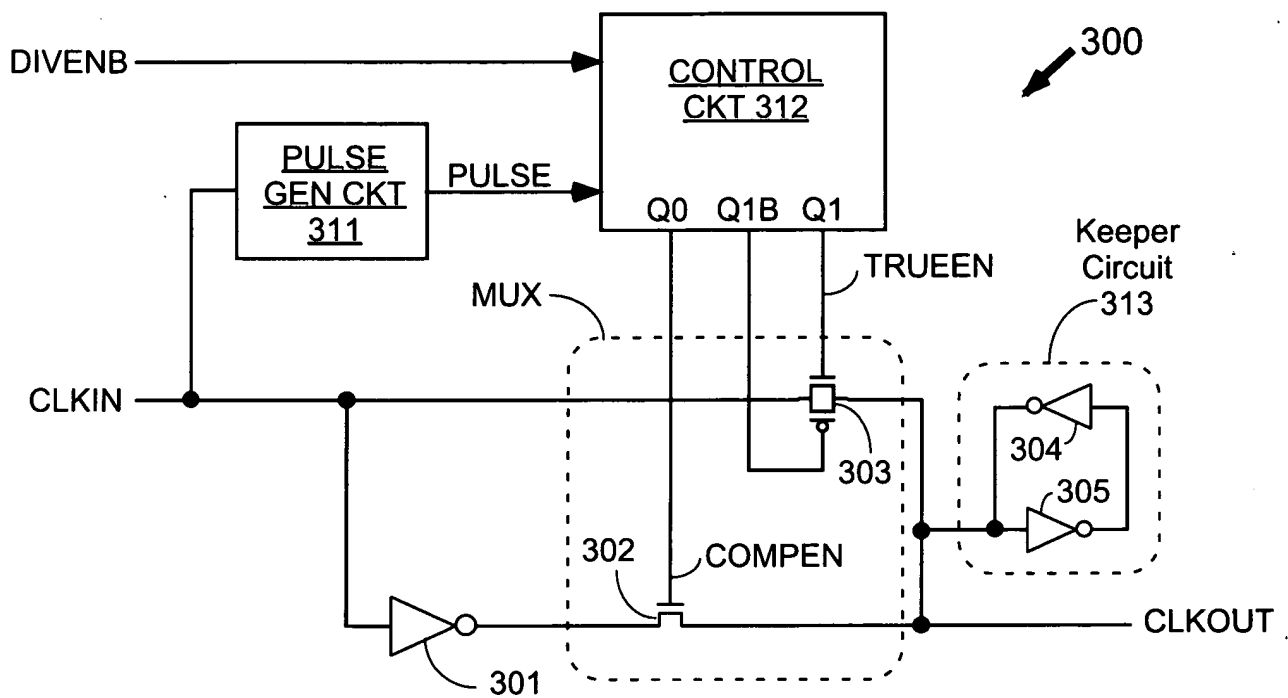 300
DIVENB
CONTROL
CKT 312
PULSE
GEN CKT
311
PULSE
Q0 Q1B Q1
Keeper
Circuit
313
TRUEEN
MUX
CLKIN
304
303
305
302
COMPEN
CLKOUT
301